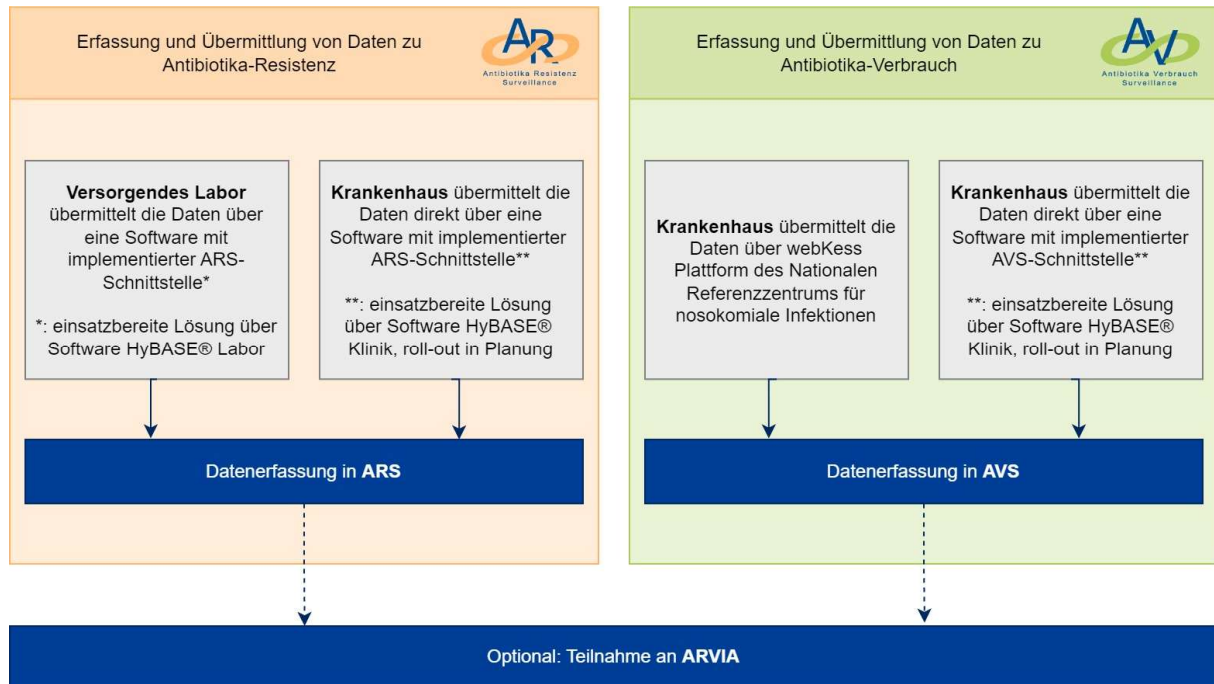 Erfassung und Übermittlung von Daten zu
Antibiotika-Resistenz
AR
Antibiotika Resistenz
Surveillance
Versorgendes Labor
übermittelt die Daten über
eine Software mit
implementierter ARS-
Schnittstelle*
*: einsatzbereite Lösung über
Software HyBASE® Labor
Krankenhaus übermittelt die
Daten direkt über eine
Software mit implementierter
ARS-Schnittstelle**
**: einsatzbereite Lösung
über Software HyBASE®
Klinik, roll-out in Planung
Datenerfassung in ARS
Erfassung und Übermittlung von Daten zu
Antibiotika-Verbrauch
AV
Antibiotika Verbrauch
Surveillance
Krankenhaus übermittelt die
Daten über webKess
Plattform des Nationalen
Referenzzentrums für
nosokomiale Infektionen
Krankenhaus übermittelt die
Daten direkt über eine
Software mit implementierter
AVS-Schnittstelle**
**: einsatzbereite Lösung
über Software HyBASE®
Klinik, roll-out in Planung
Datenerfassung in AVS
Optional: Teilnahme an ARVIA